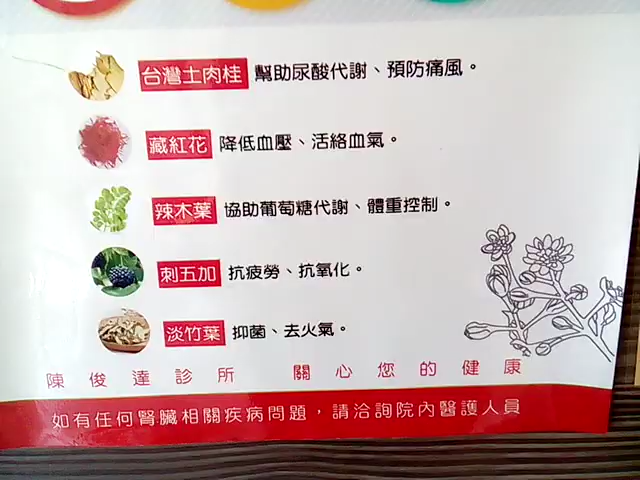 台灣土肉桂 幫助尿酸代謝、預防痛風。
藏紅花 降低血壓、活絡血氣。
辣木葉 協助葡萄糖代謝、體重控制。
刺五加 抗疲勞、抗氧化。
淡竹葉 抑菌、去火氣。
陳俊達診所 關心您的健康
如有任何腎臟相關疾病問題，請洽詢院內醫護人員